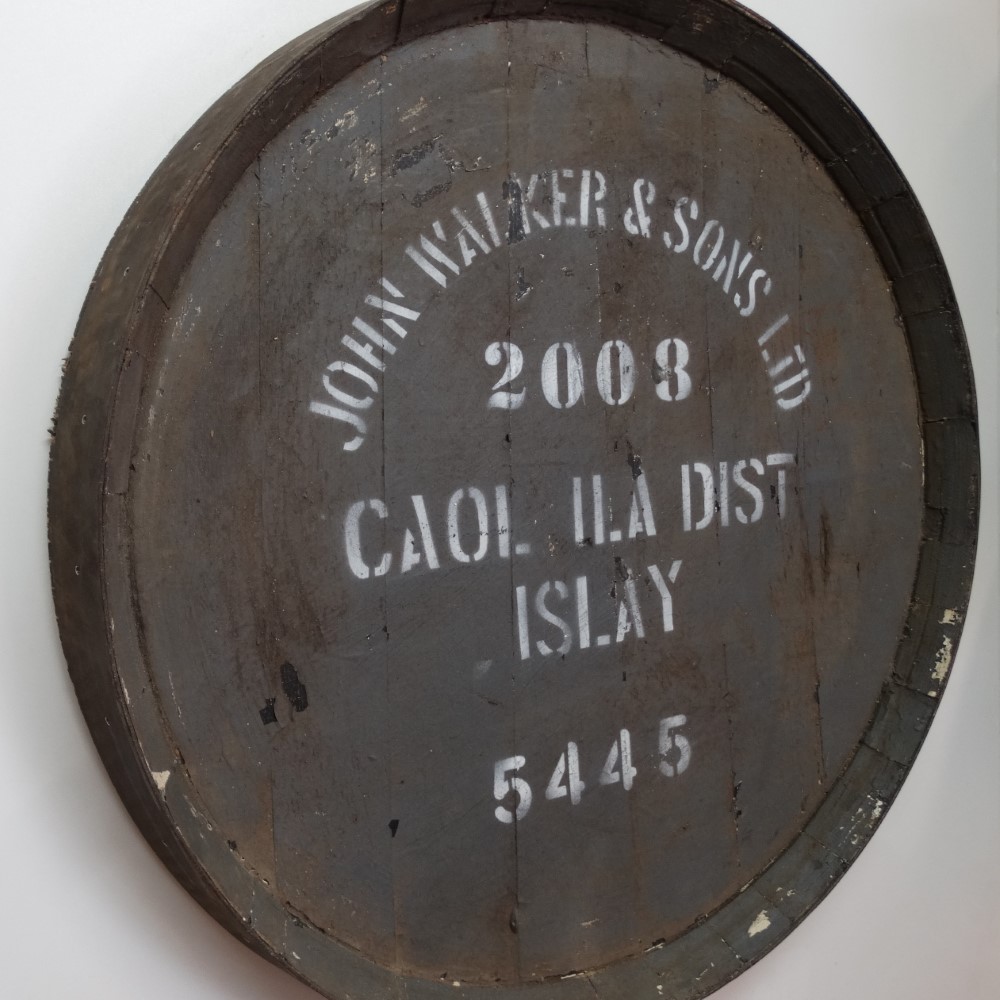 JOHN WALKER & SONS LTD
2008
CAOL ILA DIST
ISLAY
5445